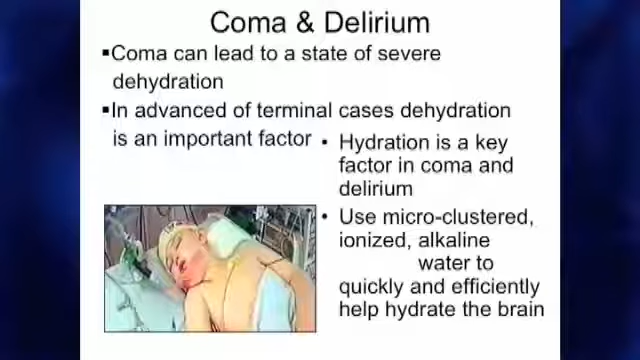 Coma & Delirium
▪Coma can lead to a state of severe
dehydration
▪In advanced of terminal cases dehydration
is an important factor
• Hydration is a key
factor in coma and
delirium
• Use micro-clustered,
ionized, alkaline
water to
quickly and efficiently
help hydrate the brain